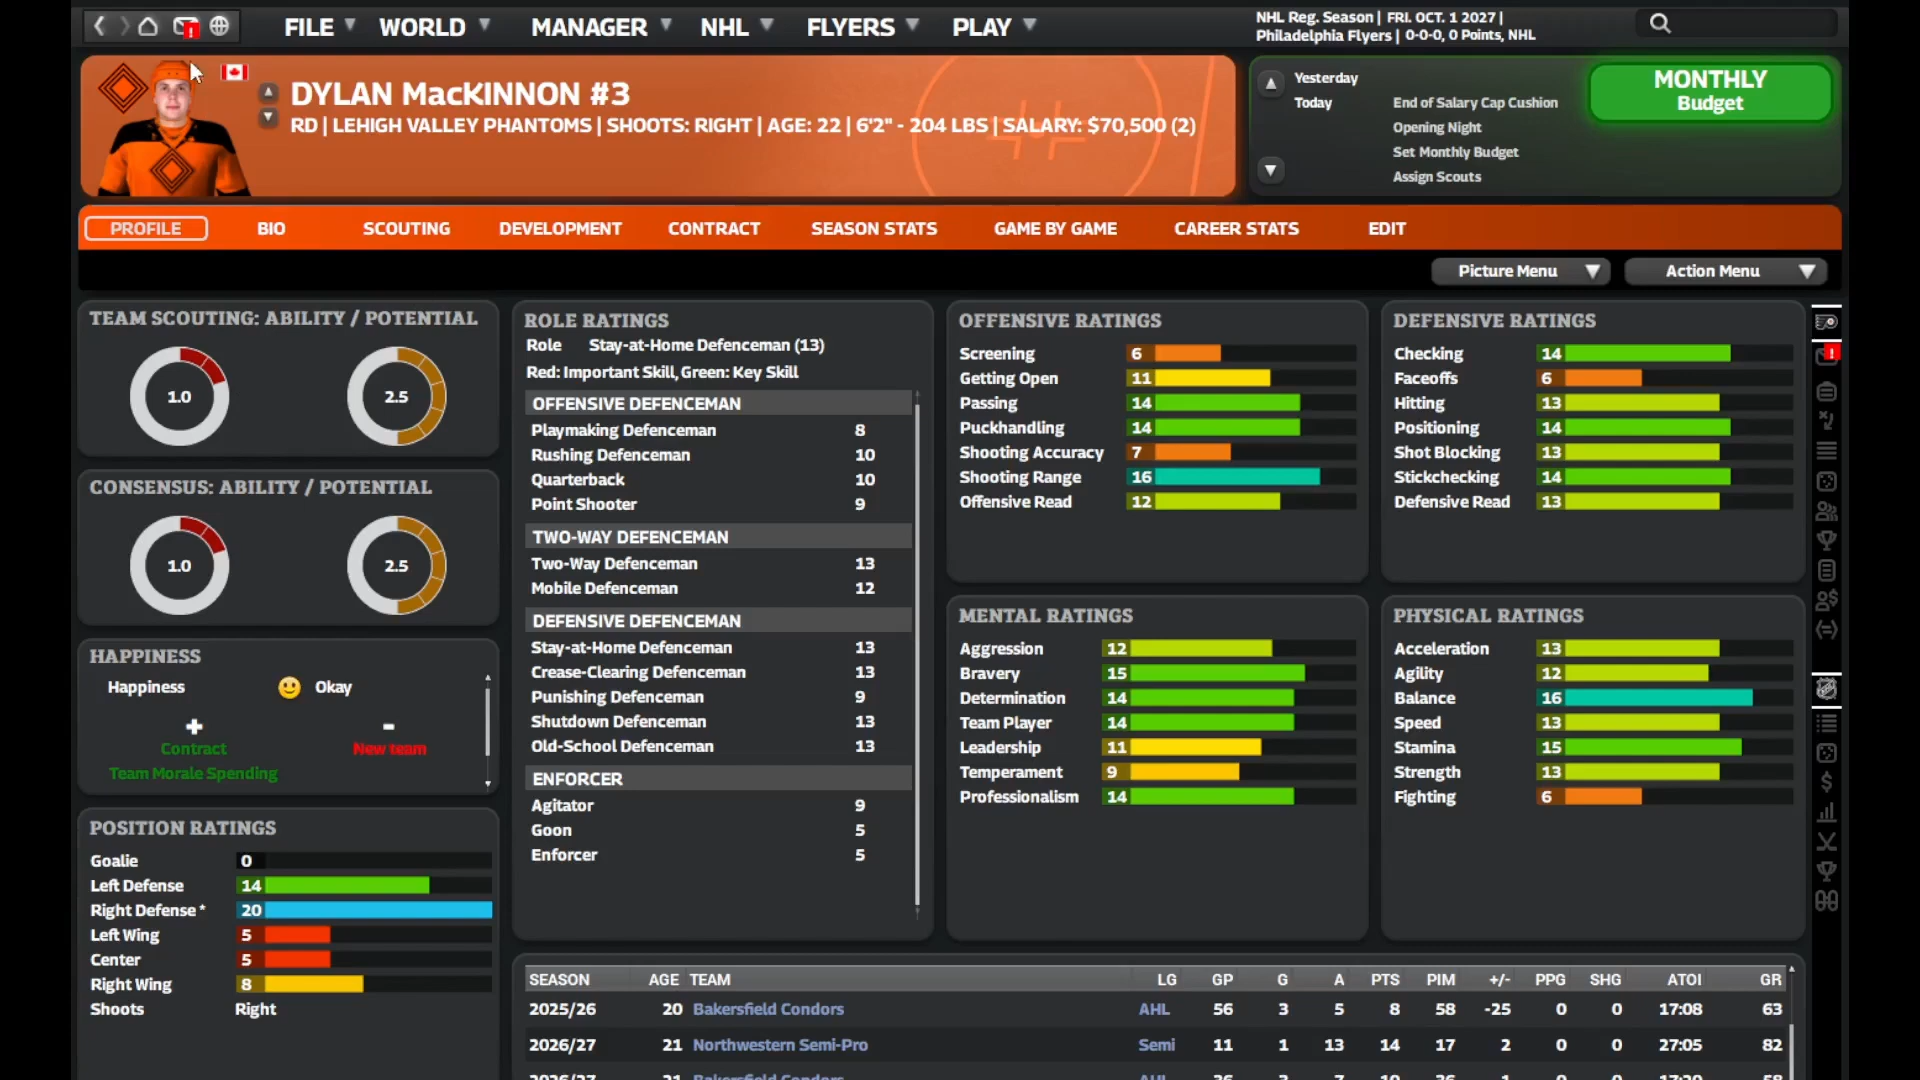 FILE WORLD MANAGER NHL FLYERS PLAY
NHL Reg. Season | FRI. OCT. 1 2027 |
Philadelphia Flyers | 0-0-0, 0 Points, NHL
DYLAN MacKINNON #3
RD | LEHIGH VALLEY PHANTOMS | SHOOTS: RIGHT | AGE: 22 | 6'2" - 204 LBS | SALARY: $70,500 (2)
Yesterday
Today
End of Salary Cap Cushion
Opening Night
Set Monthly Budget
Assign Scouts
MONTHLY
Budget
PROFILE BIO SCOUTING DEVELOPMENT CONTRACT SEASON STATS GAME BY GAME CAREER STATS EDIT
Picture Menu Action Menu
TEAM SCOUTING: ABILITY / POTENTIAL
1.0 2.5
CONSENSUS: ABILITY / POTENTIAL
1.0 2.5
HAPPINESS
Happiness Okay
+ -
Contract New team
Team Morale Spending
POSITION RATINGS
Goalie 0
Left Defense 14
Right Defense * 20
Left Wing 5
Center 5
Right Wing 8
Shoots Right
ROLE RATINGS
Role Stay-at-Home Defenceman (13)
Red: Important Skill, Green: Key Skill
OFFENSIVE DEFENCEMAN
Playmaking Defenceman 8
Rushing Defenceman 10
Quarterback 10
Point Shooter 9
TWO-WAY DEFENCEMAN
Two-Way Defenceman 13
Mobile Defenceman 12
DEFENSIVE DEFENCEMAN
Stay-at-Home Defenceman 13
Crease-Clearing Defenceman 13
Punishing Defenceman 9
Shutdown Defenceman 13
Old-School Defenceman 13
ENFORCER
Agitator 9
Goon 5
Enforcer 5
OFFENSIVE RATINGS
Screening 6
Getting Open 11
Passing 14
Puckhandling 14
Shooting Accuracy 7
Shooting Range 16
Offensive Read 12
DEFENSIVE RATINGS
Checking 14
Faceoffs 6
Hitting 13
Positioning 14
Shot Blocking 13
Stickchecking 14
Defensive Read 13
MENTAL RATINGS
Aggression 12
Bravery 15
Determination 14
Team Player 14
Leadership 11
Temperament 9
Professionalism 14
PHYSICAL RATINGS
Acceleration 13
Agility 12
Balance 16
Speed 13
Stamina 15
Strength 13
Fighting 6
SEASON AGE TEAM LG GP G A PTS PIM +/- PPG SHG ATOI GR
2025/26 20 Bakersfield Condors AHL 56 3 5 8 58 -25 0 0 17:08 63
2026/27 21 Northwestern Semi-Pro Semi 11 1 13 14 17 2 0 0 27:05 82
2026/27 21 Bakersfield Condors AHL